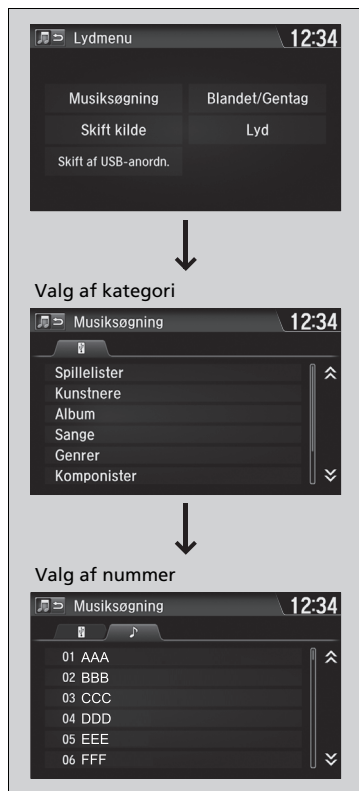 Lydmenu 12:34
Musiksøgning Blandet/Gentag
Skift kilde Lyd
Skift af USB-anordn.
Valg af kategori
Musiksøgning 12:34
Spillelister
Kunstnere
Album
Sange
Genrer
Komponister
Valg af nummer
Musiksøgning 12:34
01 AAA
02 BBB
03 CCC
04 DDD
05 EEE
06 FFF